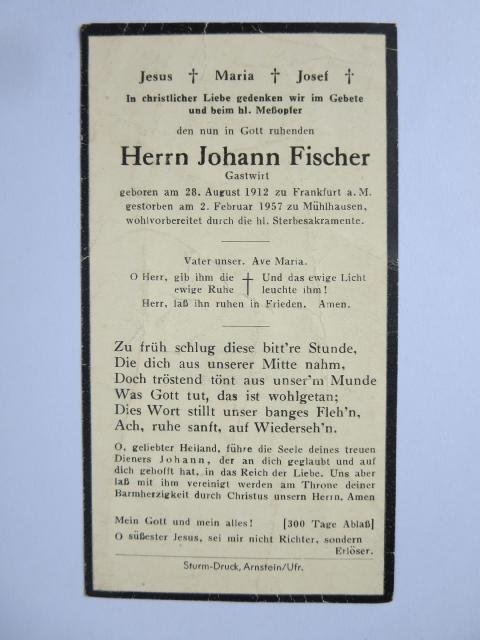 Jesus † Maria † Josef †
In christlicher Liebe gedenken wir im Gebete
und beim hl. Meßopfer
den nun in Gott ruhenden
Herrn Johann Fischer
Gastwirt
geboren am 28. August 1912 zu Frankfurt a. M.
gestorben am 2. Februar 1957 zu Mühlhausen,
wohlvorbereitet durch die hl. Sterbesakramente.
Vater unser. Ave Maria.
O Herr, gib ihm die † Und das ewige Licht
ewige Ruhe leuchte ihm!
Herr, laß ihn ruhen in Frieden. Amen.
Zu früh schlug diese bitt're Stunde,
Die dich aus unserer Mitte nahm,
Doch tröstend tönt aus unser'm Munde
Was Gott tut, das ist wohlgetan;
Dies Wort stillt unser banges Fleh'n,
Ach, ruhe sanft, auf Wiederseh'n.
O, geliebter Heiland, führe die Seele deines treuen
Dieners Johann, der an dich geglaubt und auf
dich gehofft hat, in das Reich der Liebe. Uns aber
laß mit ihm vereinigt werden am Throne deiner
Barmherzigkeit durch Christus unsern Herrn. Amen
Mein Gott und mein alles! [300 Tage Ablaß]
O süßester Jesus, sei mir nicht Richter, sondern
Erlöser.
Sturm-Druck, Arnstein/Ufr.